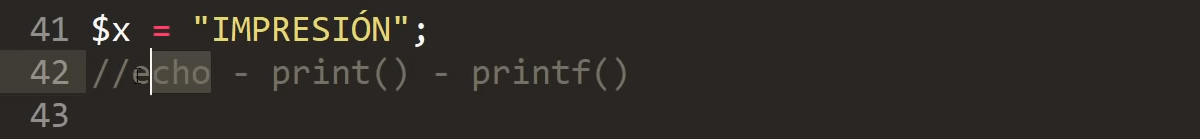 41 $x = "IMPRESIÓN";
42 //echo - print() - printf()
43